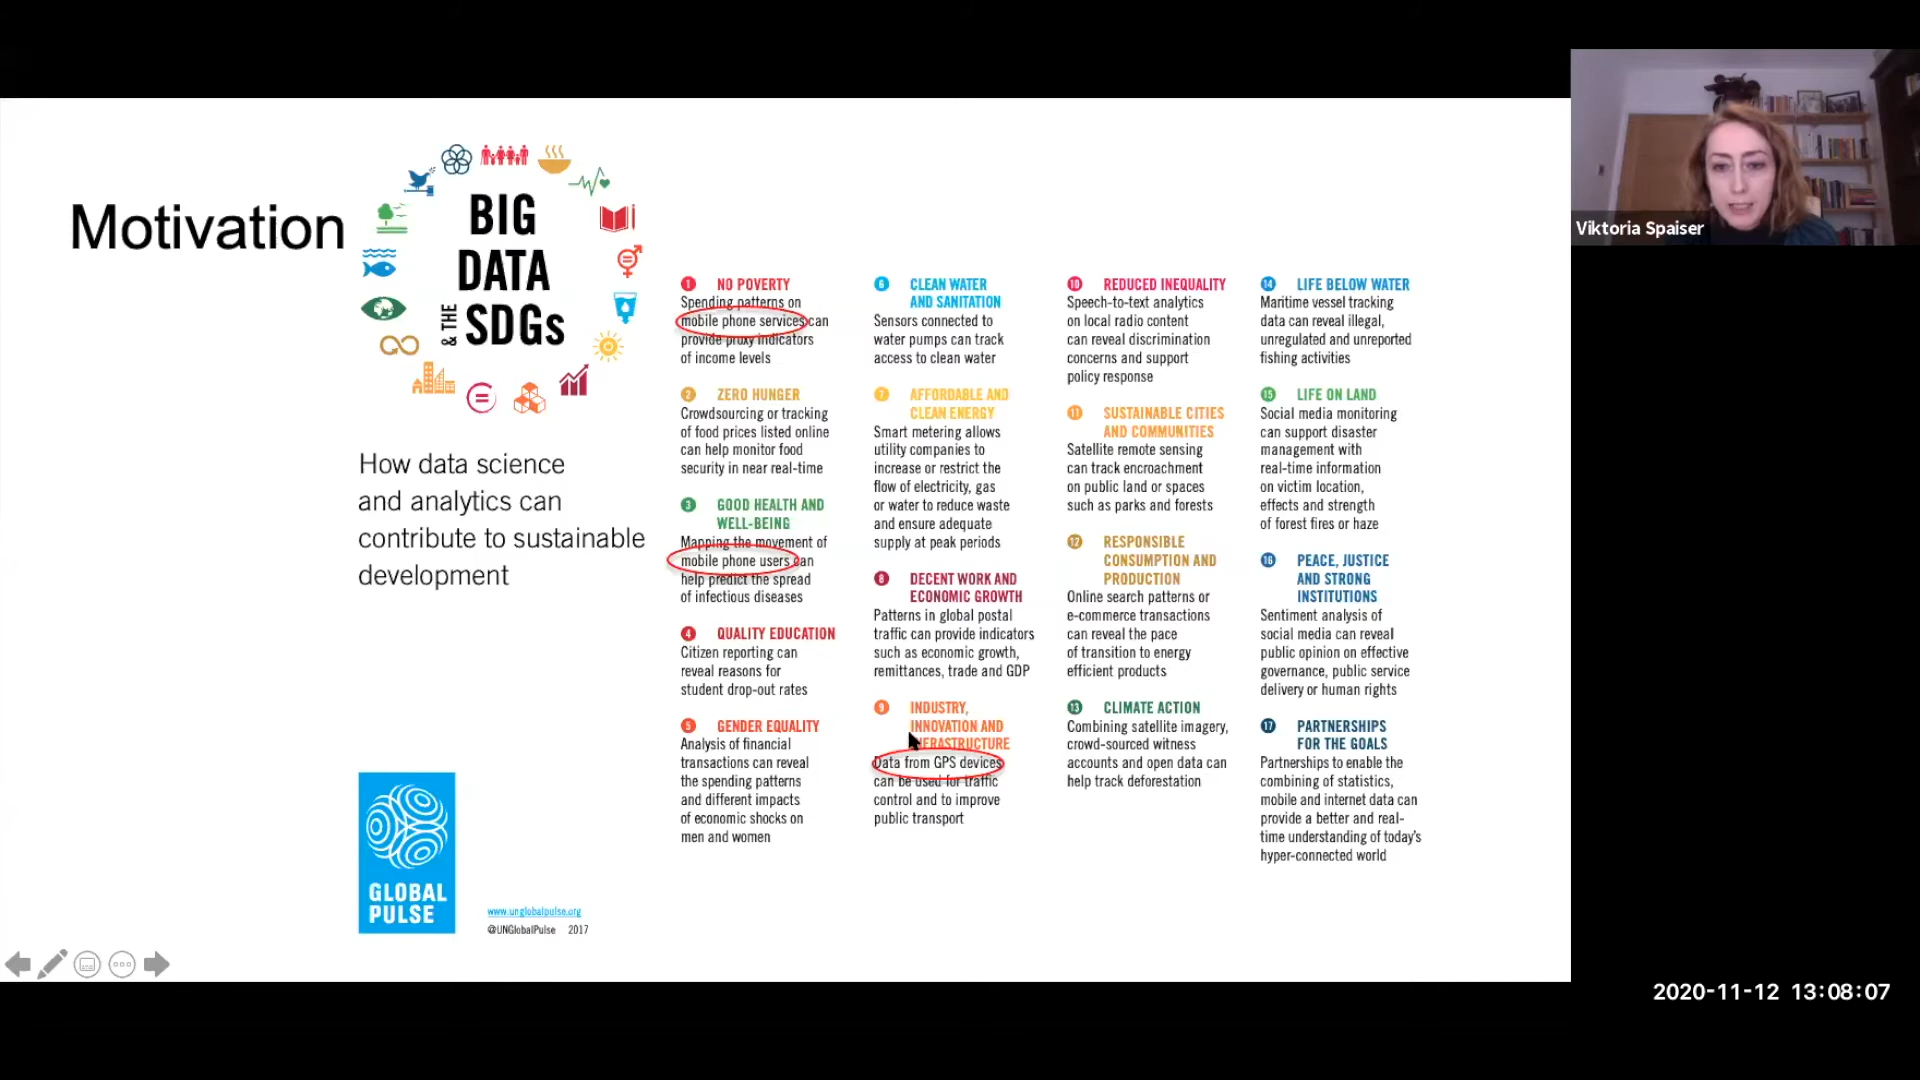 Motivation
BIG
DATA
& THE
SDGs
How data science
and analytics can
contribute to sustainable
development
GLOBAL
PULSE
www.unglobalpulse.org
@UNGlobalPulse 2017
1 NO POVERTY
Spending patterns on
mobile phone services can
provide proxy indicators
of income levels
2 ZERO HUNGER
Crowdsourcing or tracking
of food prices listed online
can help monitor food
security in near real-time
3 GOOD HEALTH AND
WELL-BEING
Mapping the movement of
mobile phone users can
help predict the spread
of infectious diseases
4 QUALITY EDUCATION
Citizen reporting can
reveal reasons for
student drop-out rates
5 GENDER EQUALITY
Analysis of financial
transactions can reveal
the spending patterns
and different impacts
of economic shocks on
men and women
6 CLEAN WATER
AND SANITATION
Sensors connected to
water pumps can track
access to clean water
7 AFFORDABLE AND
CLEAN ENERGY
Smart metering allows
utility companies to
increase or restrict the
flow of electricity, gas
or water to reduce waste
and ensure adequate
supply at peak periods
8 DECENT WORK AND
ECONOMIC GROWTH
Patterns in global postal
traffic can provide indicators
such as economic growth,
remittances, trade and GDP
9 INDUSTRY,
INNOVATION AND
INFRASTRUCTURE
Data from GPS devices
can be used for traffic
control and to improve
public transport
10 REDUCED INEQUALITY
Speech-to-text analytics
on local radio content
can reveal discrimination
concerns and support
policy response
11 SUSTAINABLE CITIES
AND COMMUNITIES
Satellite remote sensing
can track encroachment
on public land or spaces
such as parks and forests
12 RESPONSIBLE
CONSUMPTION AND
PRODUCTION
Online search patterns or
e-commerce transactions
can reveal the pace
of transition to energy
efficient products
13 CLIMATE ACTION
Combining satellite imagery,
crowd-sourced witness
accounts and open data can
help track deforestation
14 LIFE BELOW WATER
Maritime vessel tracking
data can reveal illegal,
unregulated and unreported
fishing activities
15 LIFE ON LAND
Social media monitoring
can support disaster
management with
real-time information
on victim location,
effects and strength
of forest fires or haze
16 PEACE, JUSTICE
AND STRONG
INSTITUTIONS
Sentiment analysis of
social media can reveal
public opinion on effective
governance, public service
delivery or human rights
17 PARTNERSHIPS
FOR THE GOALS
Partnerships to enable the
combining of statistics,
mobile and internet data can
provide a better and real-
time understanding of today's
hyper-connected world
Viktoria Spaiser
2020-11-12 13:08:07